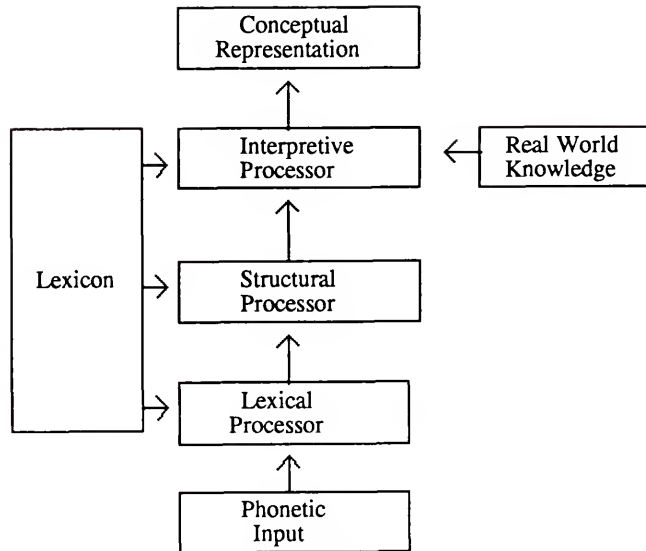 Conceptual
Representation
Interpretive
Processor
Real World
Knowledge
Lexicon
Structural
Processor
Lexical
Processor
Phonetic
Input